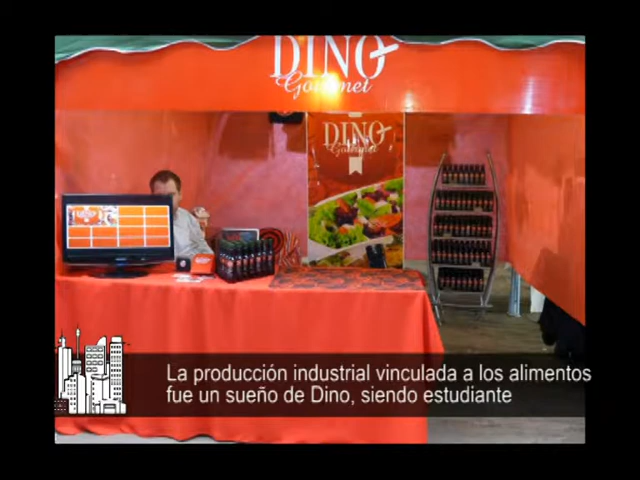 DINO
Gourmet
DINO
Gourmet
La producción industrial vinculada a los alimentos
fue un sueño de Dino, siendo estudiante